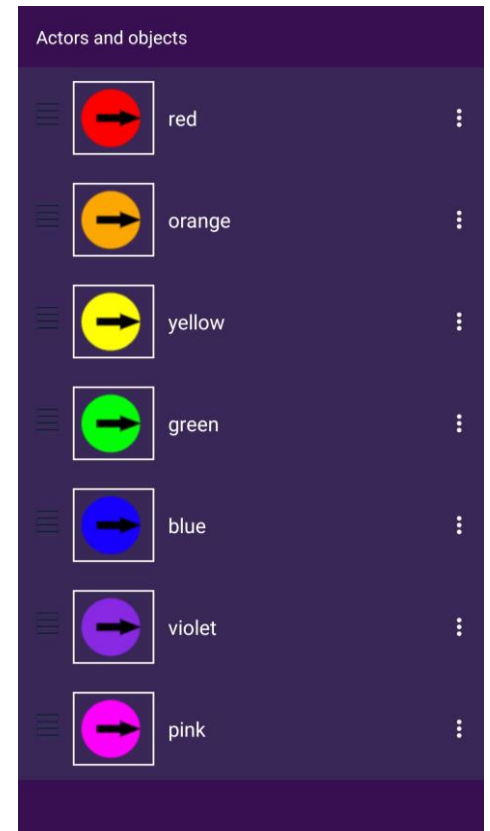 Actors and objects
red
orange
yellow
green
blue
violet
pink